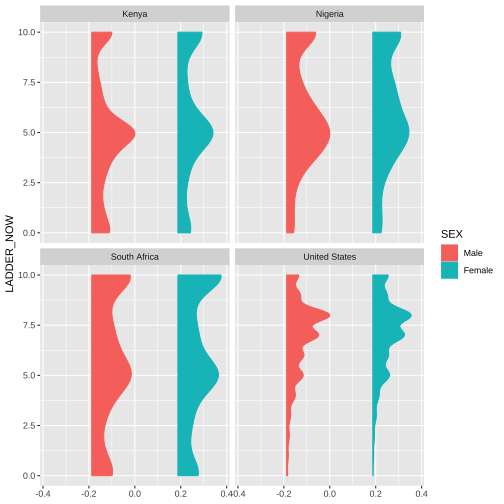 Kenya
Nigeria
10.0
7.5
5.0
2.5
0.0
LADDER_NOW
South Africa
United States
10.0
7.5
5.0
2.5
0.0
-0.4 -0.2 0.0 0.2 0.4 -0.4 -0.2 0.0 0.2 0.4
SEX
Male
Female